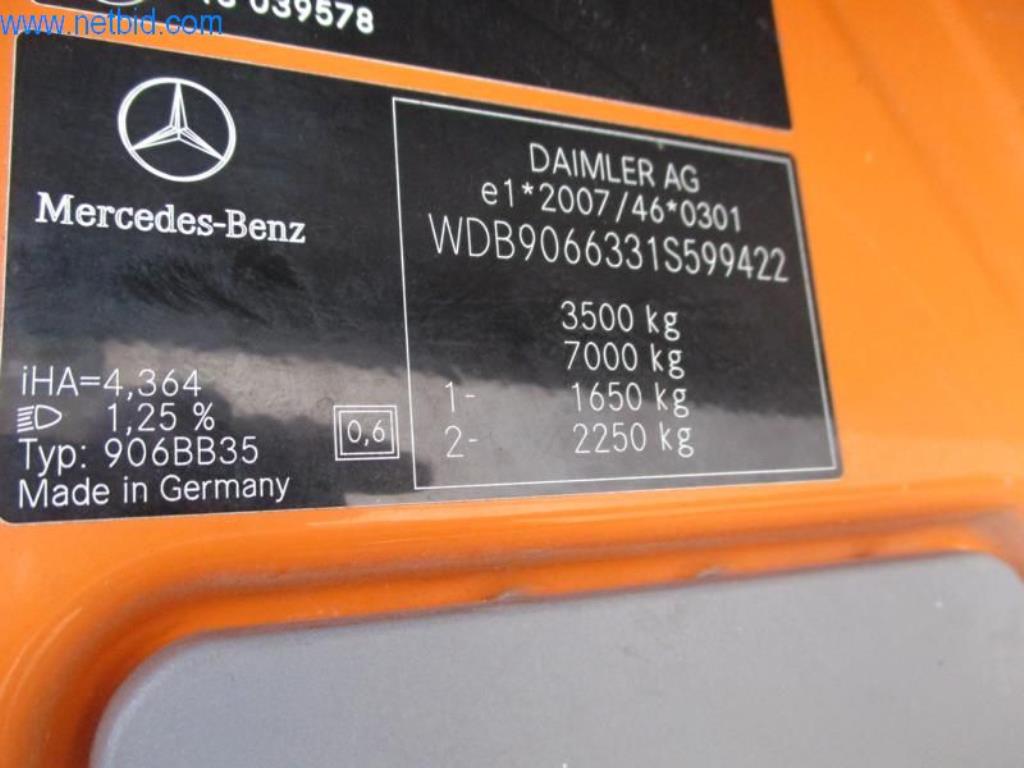 www.netbid.com
039578
Mercedes-Benz
DAIMLER AG
e1*2007/46*0301
WDB9066331S599422
3500 kg
7000 kg
1- 1650 kg
2- 2250 kg
iHA=4,364
1,25 %
Typ: 906BB35
Made in Germany
0,6